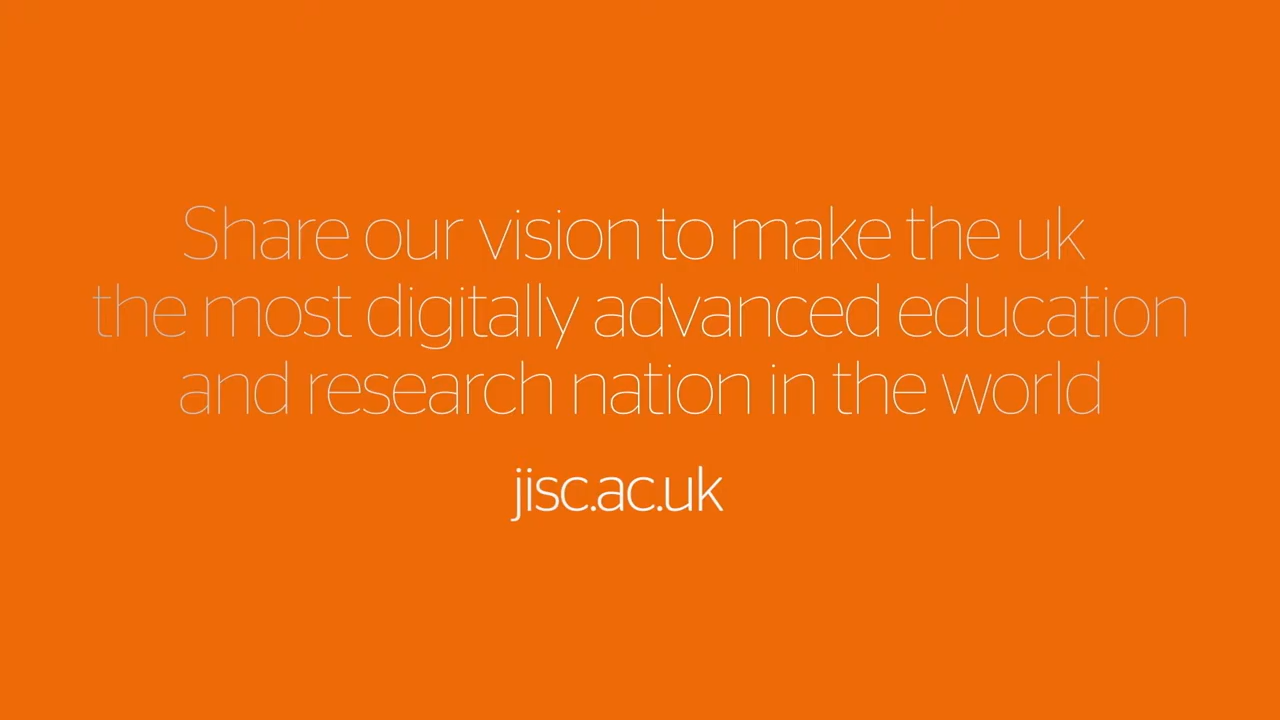 Share our vision to make the uk
the most digitally advanced education
and research nation in the world
jisc.ac.uk